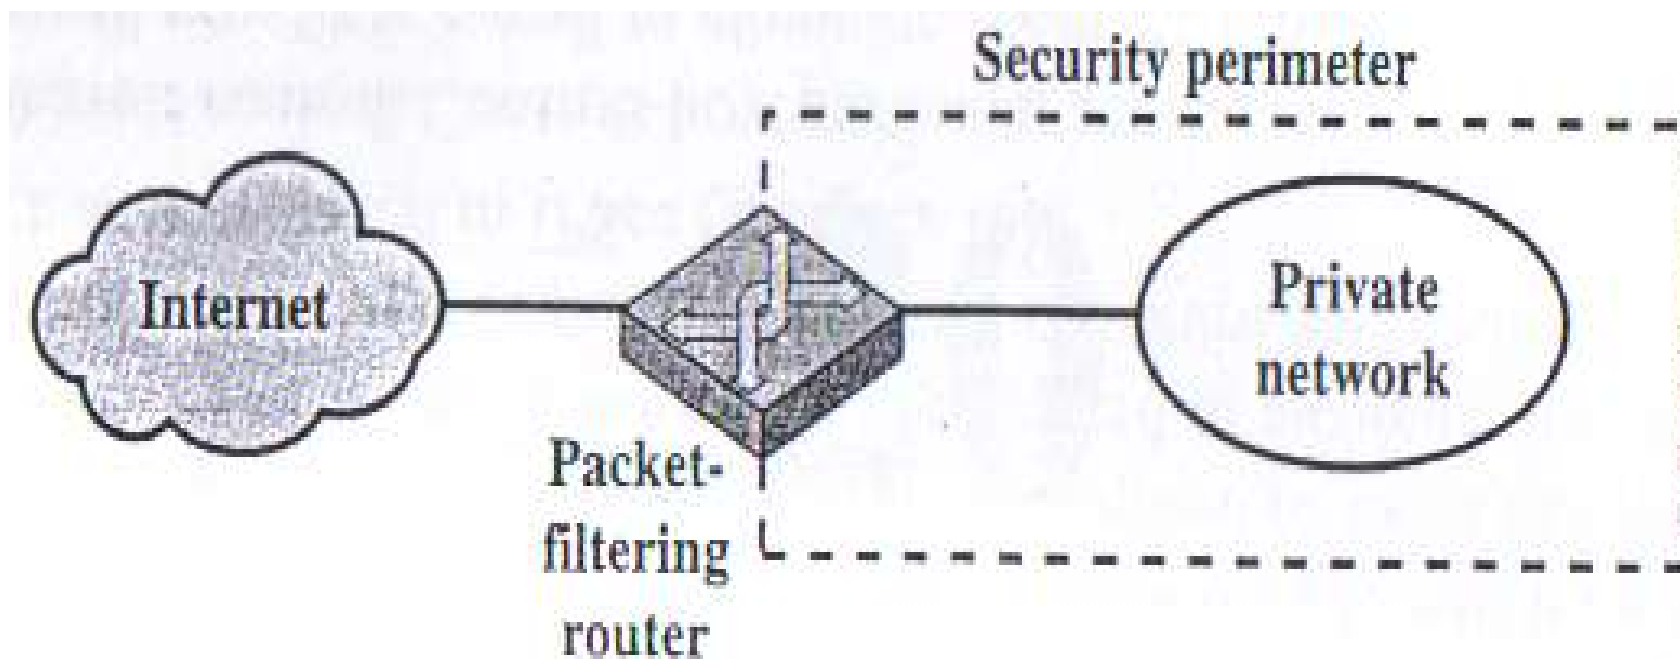 Security perimeter
Internet
Private
network
Packet-
filtering
router